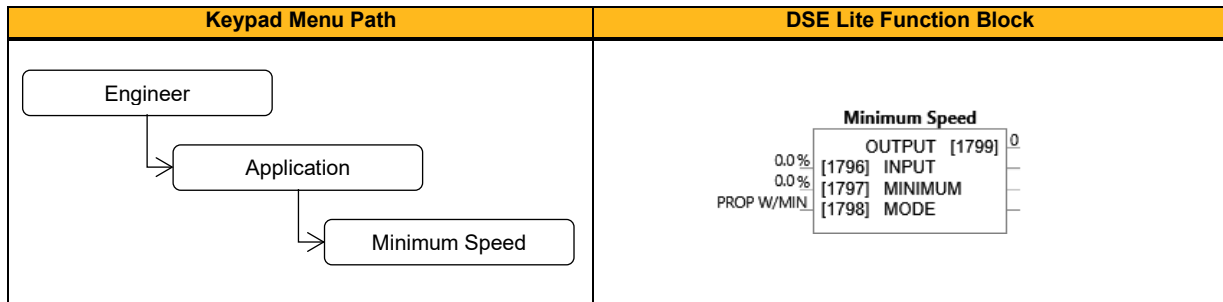 Keypad Menu Path
DSE Lite Function Block
Engineer
Application
Minimum Speed
Minimum Speed
OUTPUT [1799] 0
0.0 % [1796] INPUT
0.0 % [1797] MINIMUM
PROP W/MIN [1798] MODE